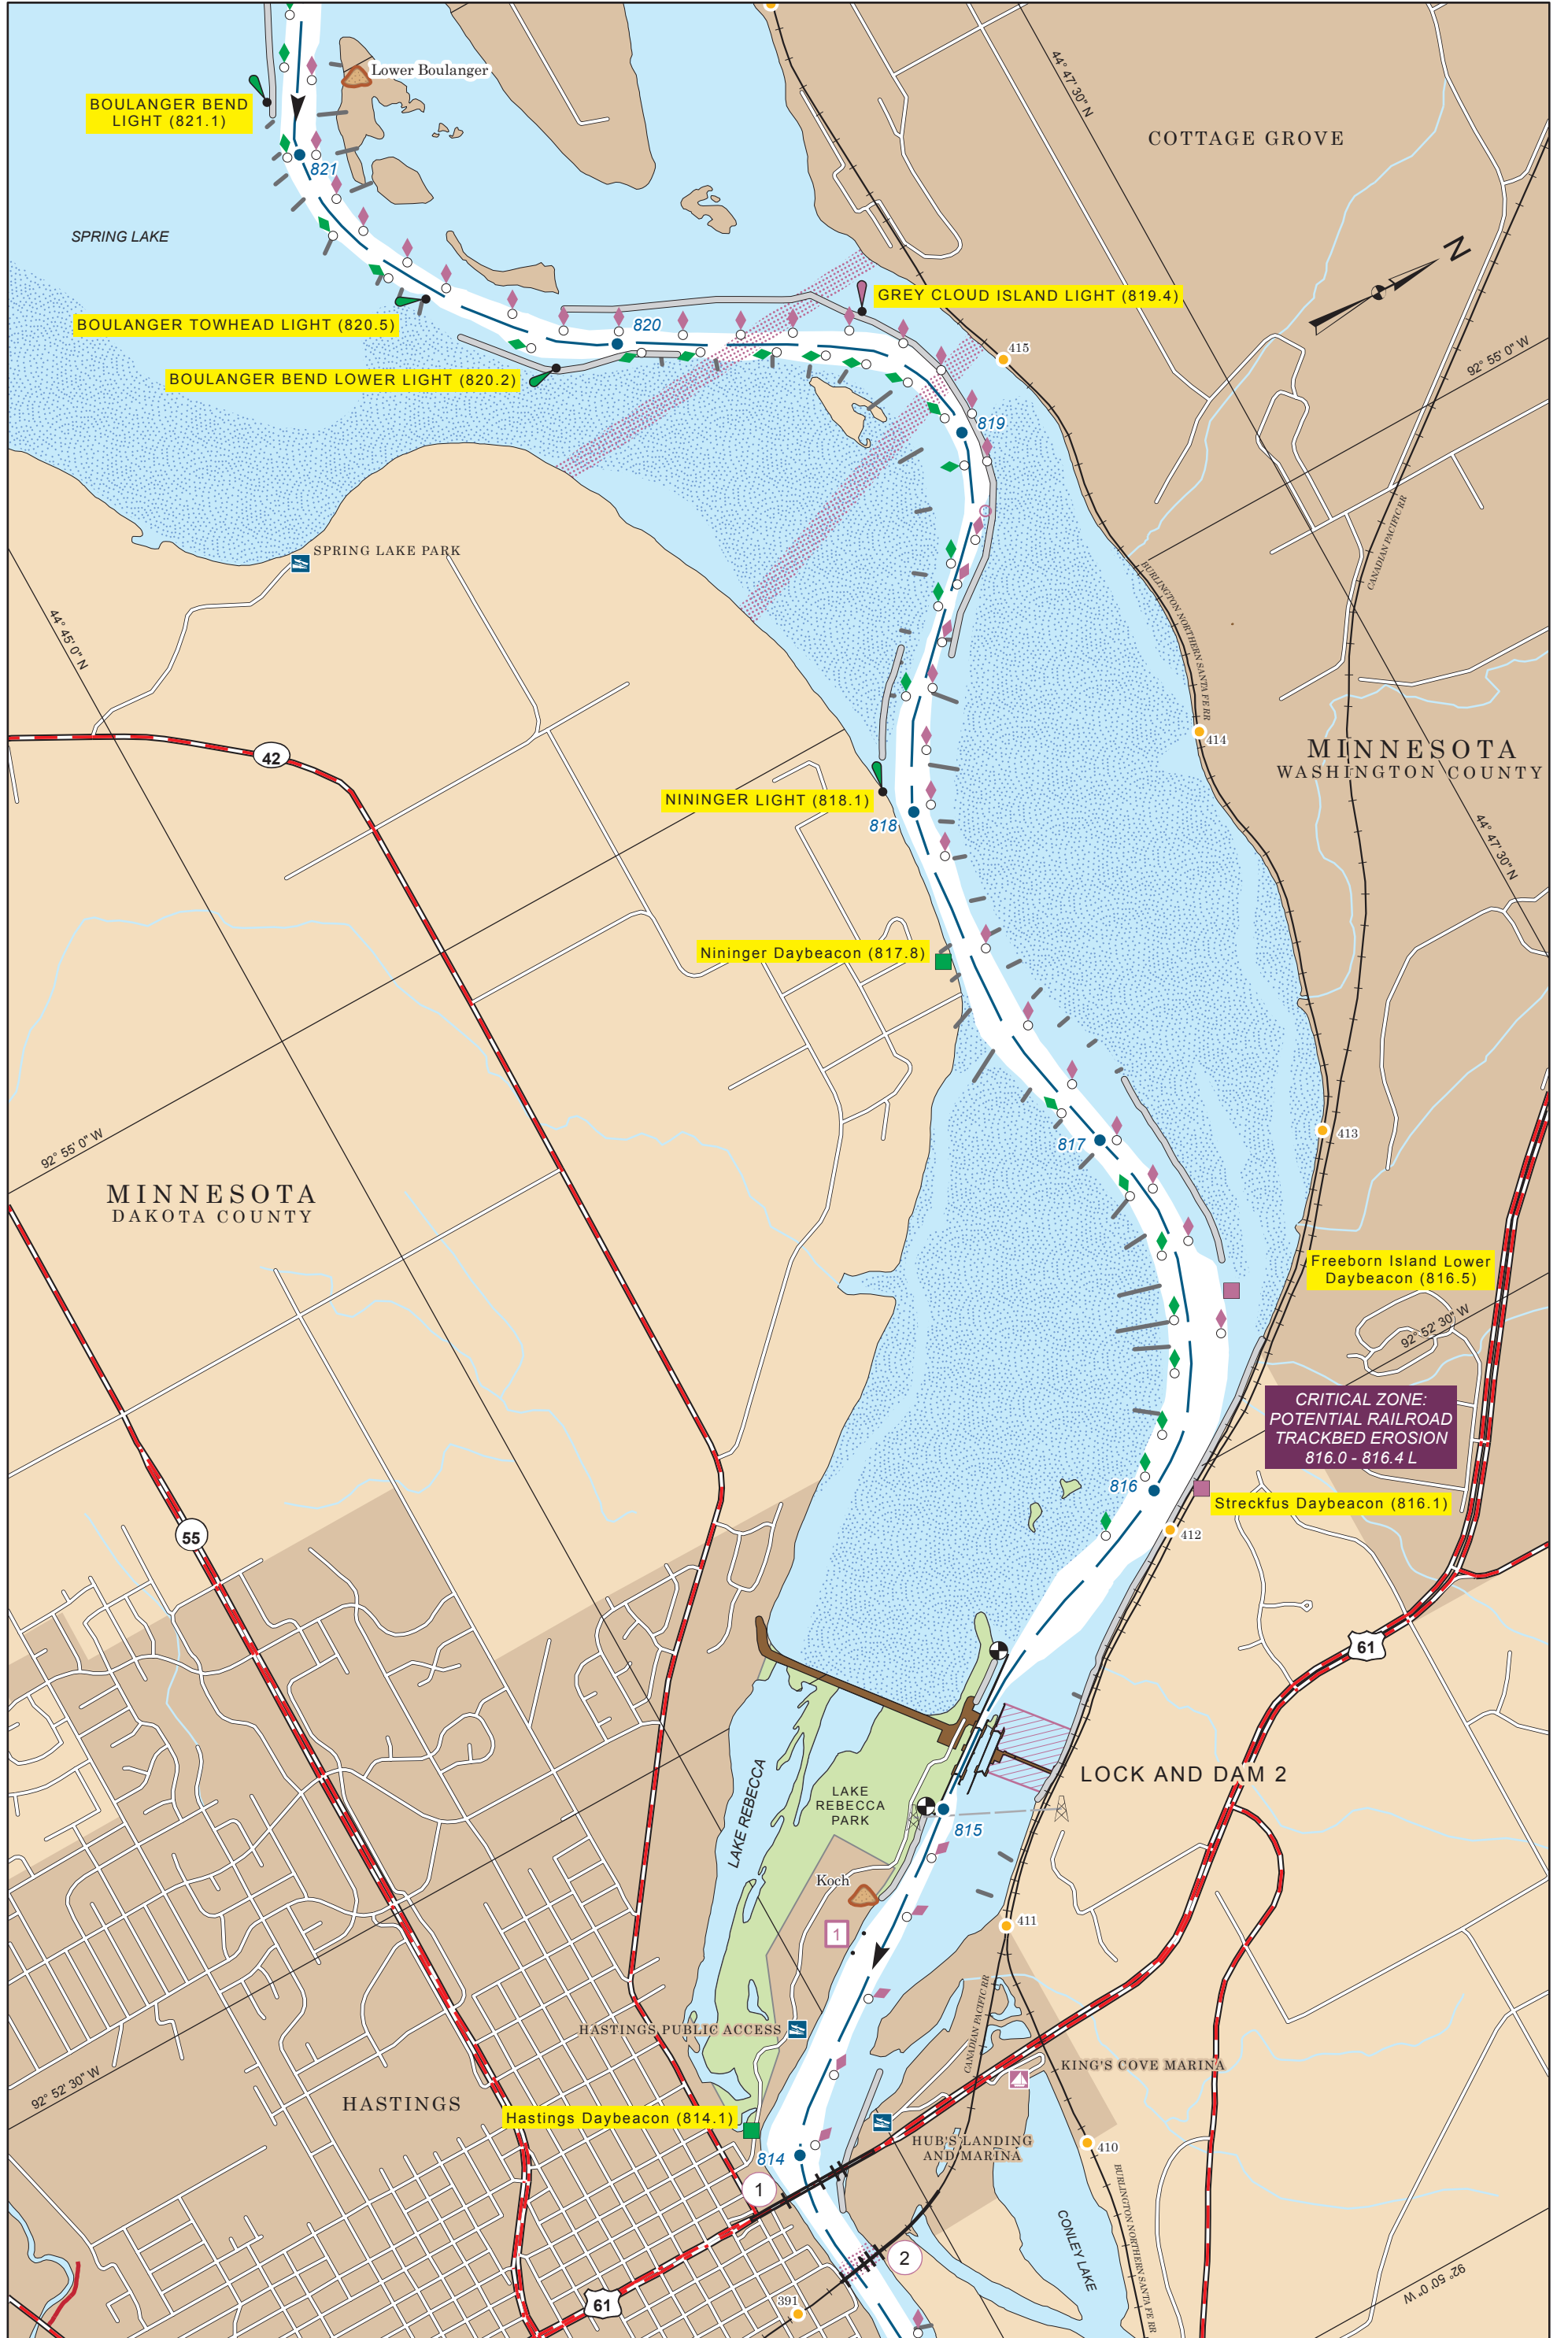 Lower Boulanger
BOULANGER BEND
LIGHT (821.1)
821
44° 47' 30" N
COTTAGE GROVE
SPRING LAKE
N
BOULANGER TOWHEAD LIGHT (820.5)
820
GREY CLOUD ISLAND LIGHT (819.4)
415
92° 55' 0" W
BOULANGER BEND LOWER LIGHT (820.2)
819
CANADIAN PACIFIC RR
SPRING LAKE PARK
BURLINGTON NORTHERN SANTA FE RR
44° 45' 0" N
42
414
MINNESOTA
WASHINGTON COUNTY
NININGER LIGHT (818.1)
818
44° 47' 30" N
Nininger Daybeacon (817.8)
817
413
92° 55' 0" W
MINNESOTA
DAKOTA COUNTY
Freeborn Island Lower
Daybeacon (816.5)
92° 52' 30" W
CRITICAL ZONE:
POTENTIAL RAILROAD
TRACKBED EROSION
816.0 - 816.4 L
816
Streckfus Daybeacon (816.1)
412
55
61
LOCK AND DAM 2
LAKE REBECCA
LAKE
REBECCA
PARK
815
Koch
1
411
CANADIAN PACIFIC RR
HASTINGS PUBLIC ACCESS
KING'S COVE MARINA
92° 52' 30" W
HASTINGS
Hastings Daybeacon (814.1)
HUB'S LANDING
AND MARINA
410
814
1
2
CONLEY LAKE
BURLINGTON NORTHERN SANTA FE RR
92° 50' 0" W
391
61